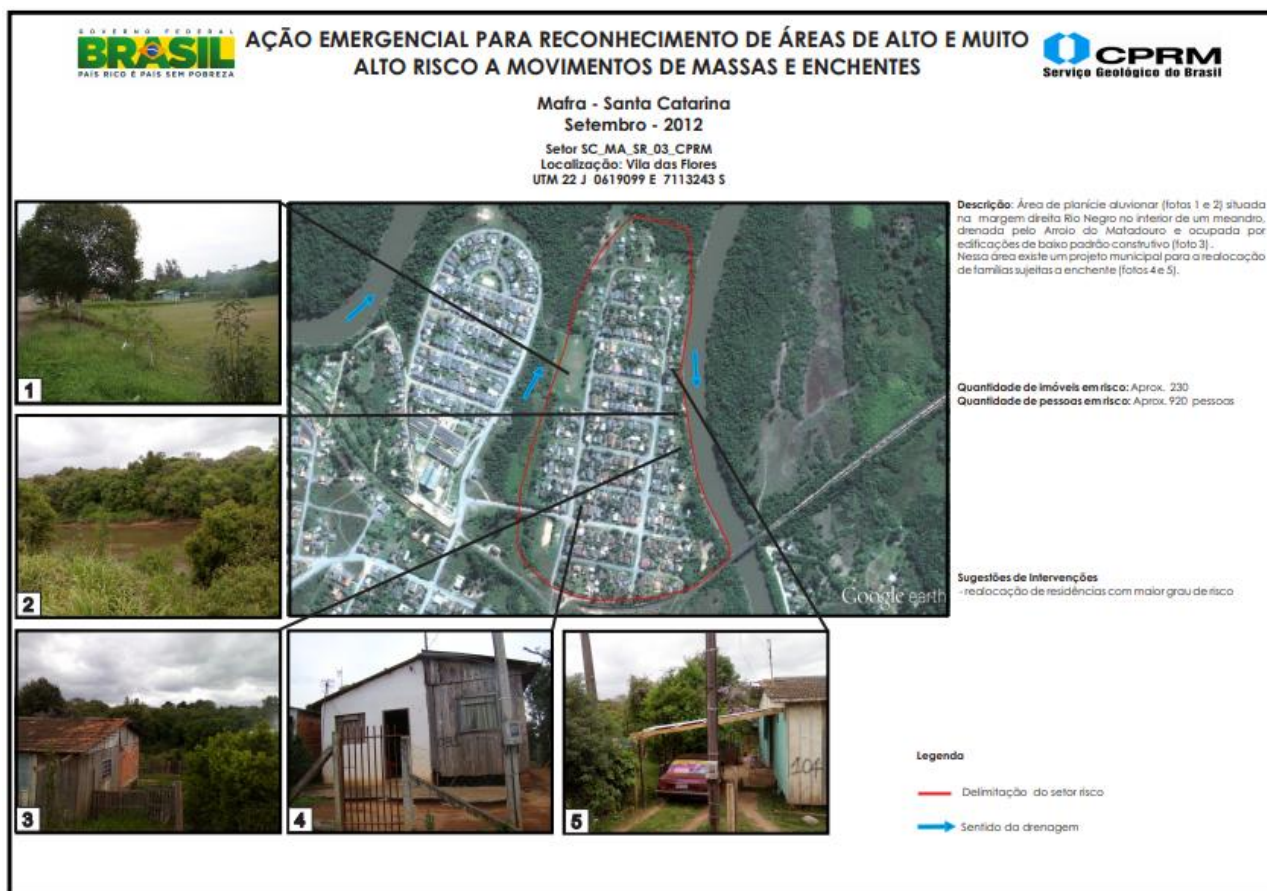 GOVERNO FEDERAL
BRASIL
PAÍS RICO É PAÍS SEM POBREZA
AÇÃO EMERGENCIAL PARA RECONHECIMENTO DE ÁREAS DE ALTO E MUITO
ALTO RISCO A MOVIMENTOS DE MASSAS E ENCHENTES
CPRM
Serviço Geológico do Brasil
Mafra - Santa Catarina
Setembro - 2012
Setor SC_MA_SR_03_CPRM
Localização: Vila das Flores
UTM 22 J 0619099 E 7113243 S
Descrição: Área de planície aluvionar (fotos 1 e 2) situada
na margem direita Rio Negro no interior de um meandro,
drenada pelo Arroio do Matadouro e ocupada por
edificações de baixo padrão construtivo (foto 3) .
Nessa área existe um projeto municipal para a realocação
de famílias sujeitas a enchente (fotos 4 e 5).
Quantidade de imóveis em risco: Aprox. 230
Quantidade de pessoas em risco: Aprox. 920 pessoas
Sugestões de Intervenções
- realocação de residências com maior grau de risco
1
2
3
4
5
104
Google earth
Legenda
Delimitação do setor risco
Sentido da drenagem